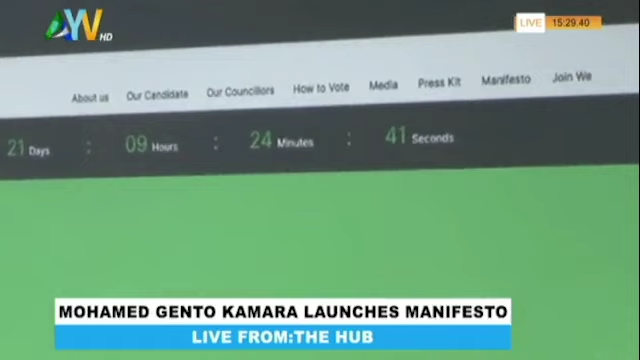 AYV HD
LIVE 15:29.40
About us Our Candidate Our Councillors How to Vote Media Press Kit Manifesto Join We
21 Days : 09 Hours : 24 Minutes : 41 Seconds
MOHAMED GENTO KAMARA LAUNCHES MANIFESTO
LIVE FROM:THE HUB